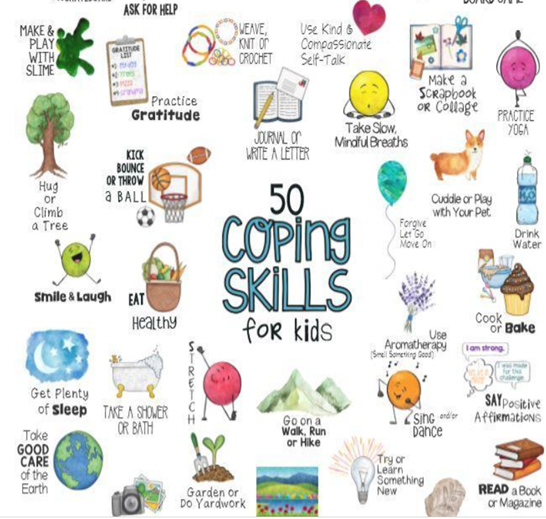 ASK FOR HELP
MAKE &
PLAY
WITH
SLIME
GRATITUDE
LIST
Practice
Gratitude
WEAVE,
KNIT OR
CROCHET
Use Kind &
Compassionate
Self-Talk
Make a
Scrapbook
OR Collage
PRACTICE
YOGA
JOURNAL OR
WRITE A LETTER
Take Slow,
Mindful Breaths
Hug
or
Climb
a Tree
KICK
BOUNCE
OR THROW
a BALL
50
Coping
SKILLS
for kids
Forgive
Let Go
Move On
Cuddle or Play
with Your Pet.
H2O
Drink
Water
Smile & Laugh
EAT
Healthy
Use
Aromatherapy
(Smell Something Good)
Cook
or Bake
Get Plenty
of Sleep
TAKE A SHOWER
OR BATH
STRETCH
Go on a
Walk, Run
or Hike
Sing and/or
Dance
I am strong.
I was made
for this
challenge.
SAY Positive
Affirmations
Take
GOOD
CARE
of the
Earth
Garden or
Do Yardwork
Try or
Learn
Something
New
READ a Book
or Magazine